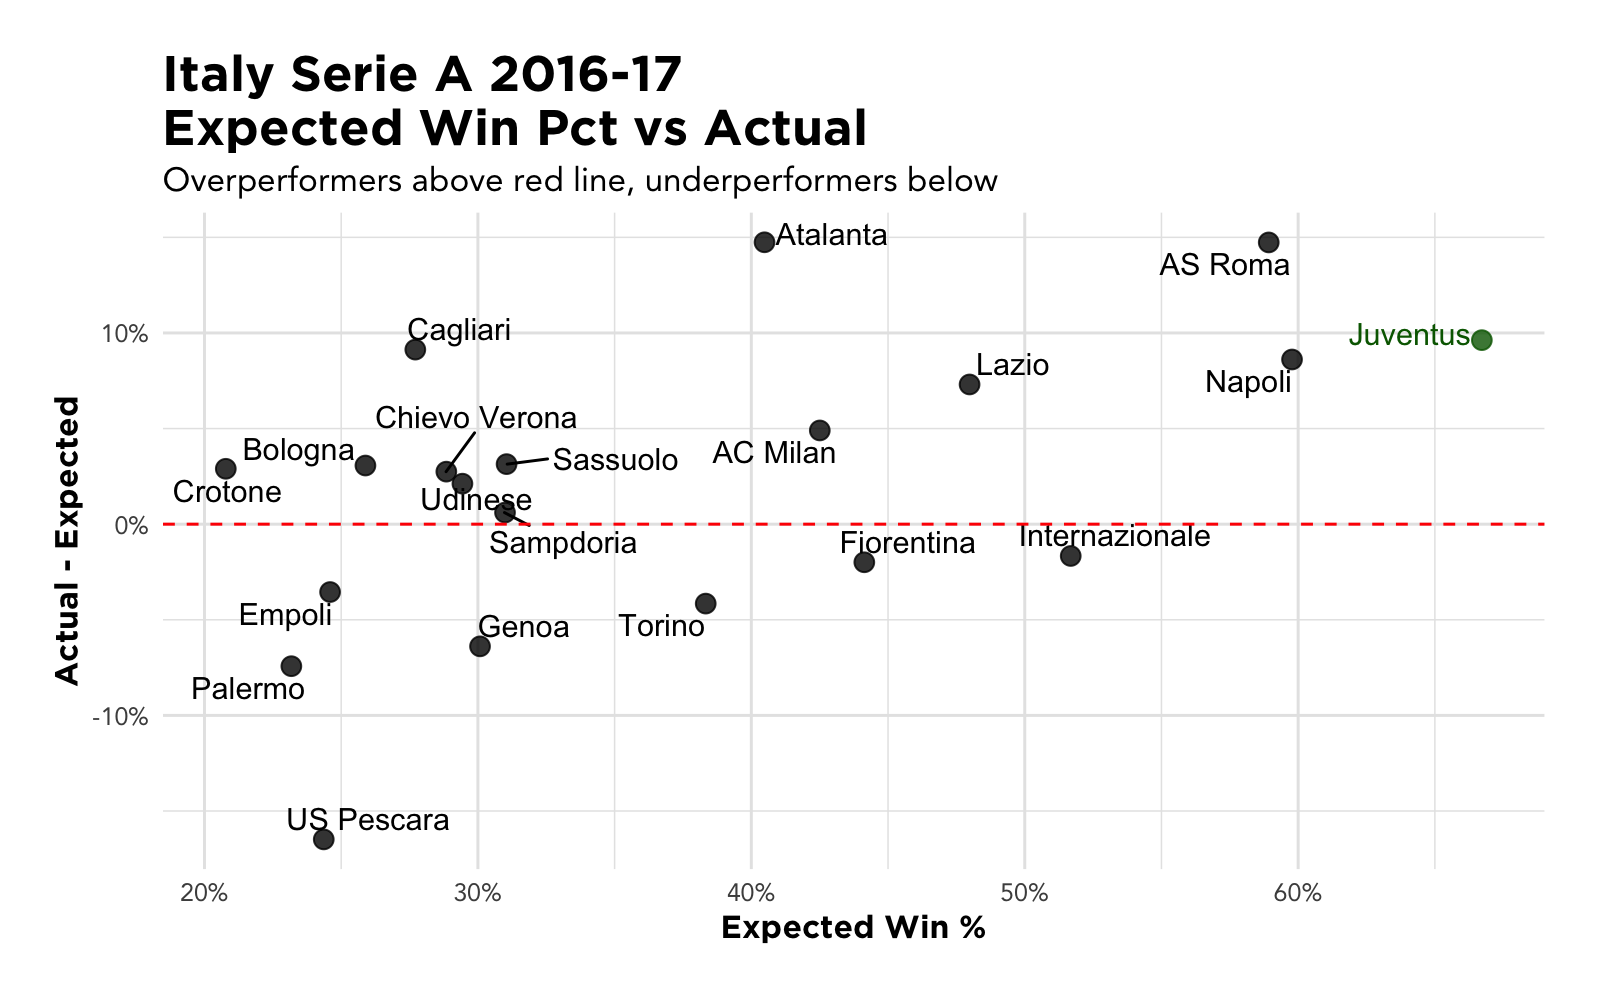 Italy Serie A 2016-17
Expected Win Pct vs Actual
Overperformers above red line, underperformers below
Atalanta
AS Roma
Cagliari
10%
Juventus
Lazio
Napoli
Chievo Verona
Bologna
AC Milan
Sassuolo
Crotone
Udinese
0%
Internazionale
Sampdoria
Fiorentina
Actual - Expected
Empoli
Genoa
Torino
Palermo
-10%
US Pescara
20%
30%
40%
50%
60%
Expected Win %